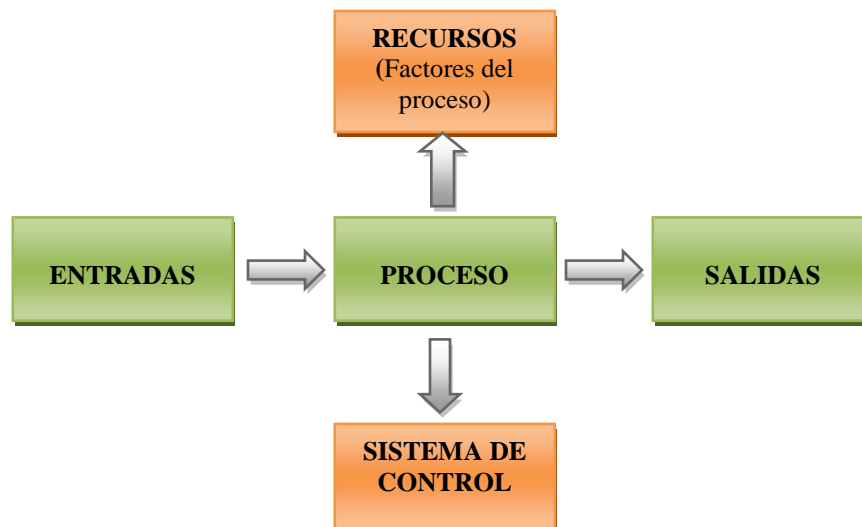 RECURSOS
(Factores del
proceso)
ENTRADAS
PROCESO
SALIDAS
SISTEMA DE
CONTROL